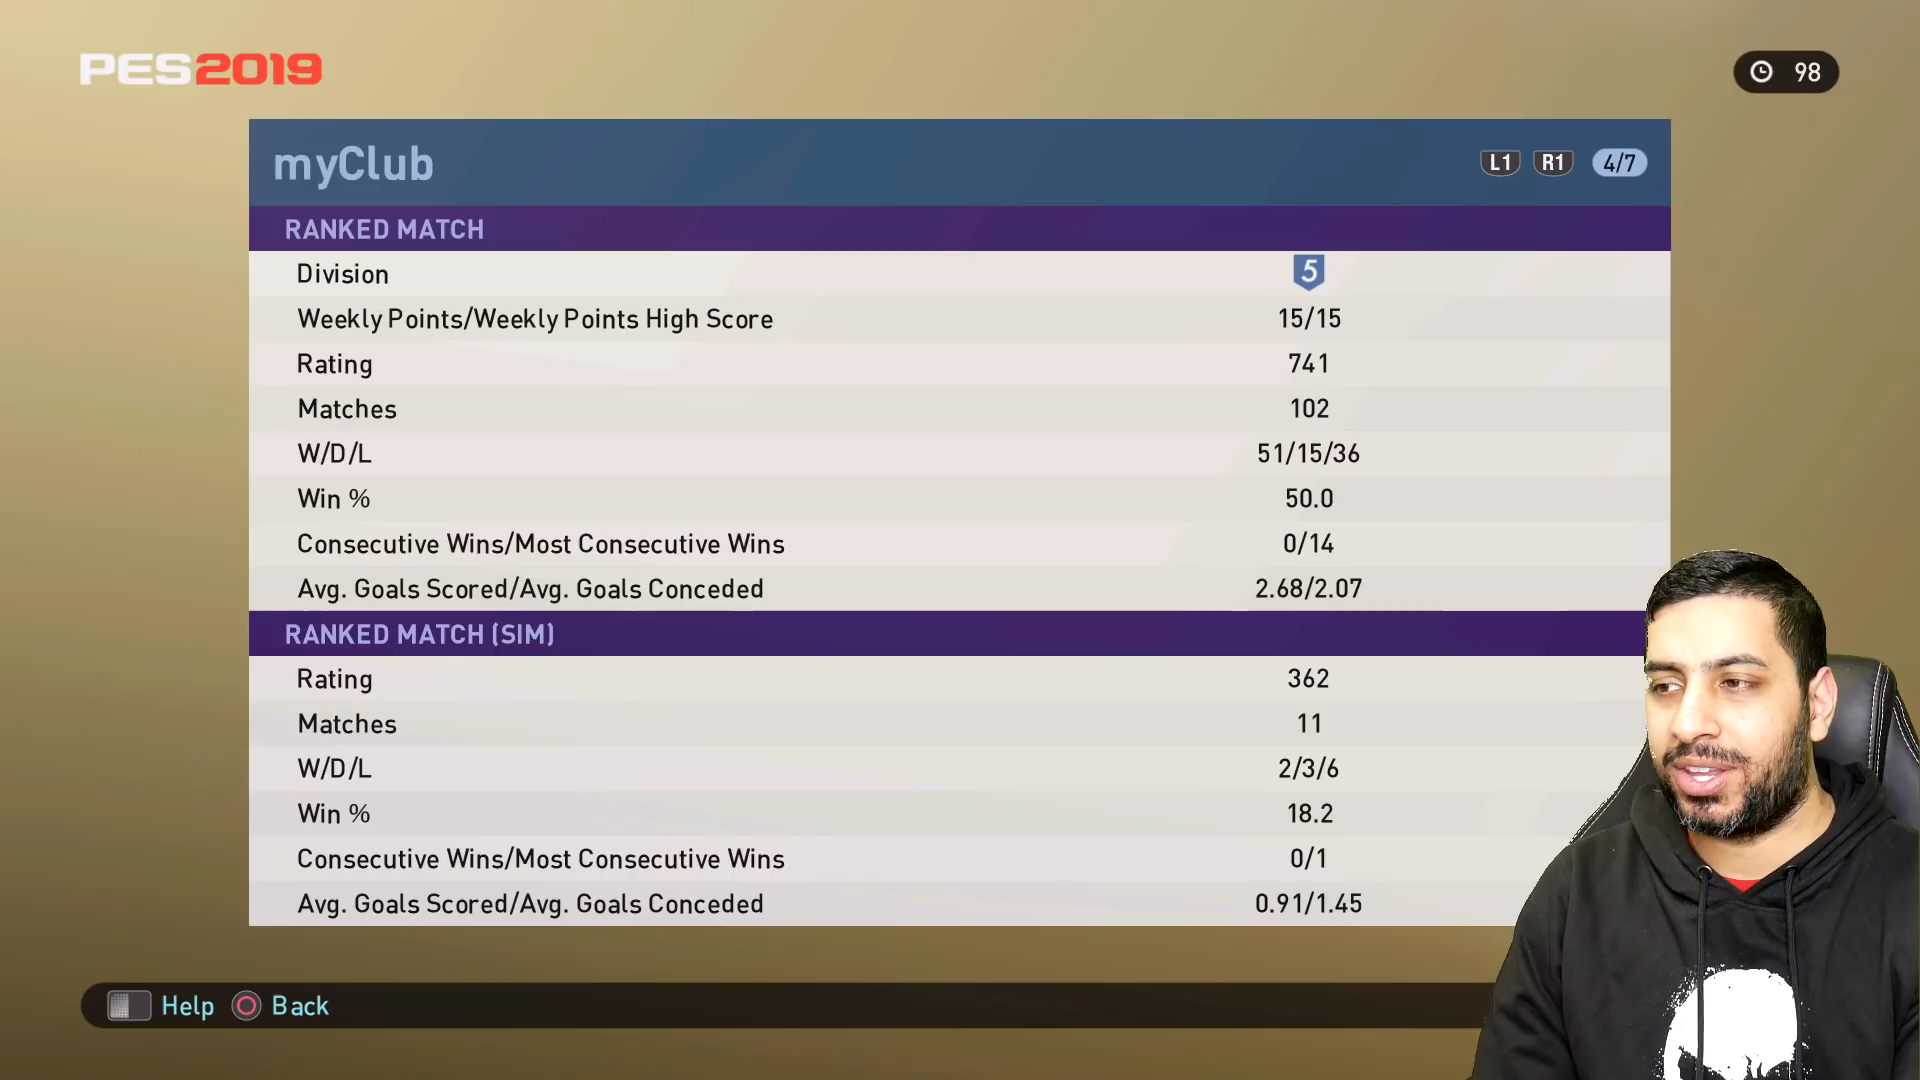 PES2019
98
myClub
L1 R1 4/7
RANKED MATCH
Division 5
Weekly Points/Weekly Points High Score 15/15
Rating 741
Matches 102
W/D/L 51/15/36
Win % 50.0
Consecutive Wins/Most Consecutive Wins 0/14
Avg. Goals Scored/Avg. Goals Conceded 2.68/2.07
RANKED MATCH (SIM)
Rating 362
Matches 11
W/D/L 2/3/6
Win % 18.2
Consecutive Wins/Most Consecutive Wins 0/1
Avg. Goals Scored/Avg. Goals Conceded 0.91/1.45
Help Back